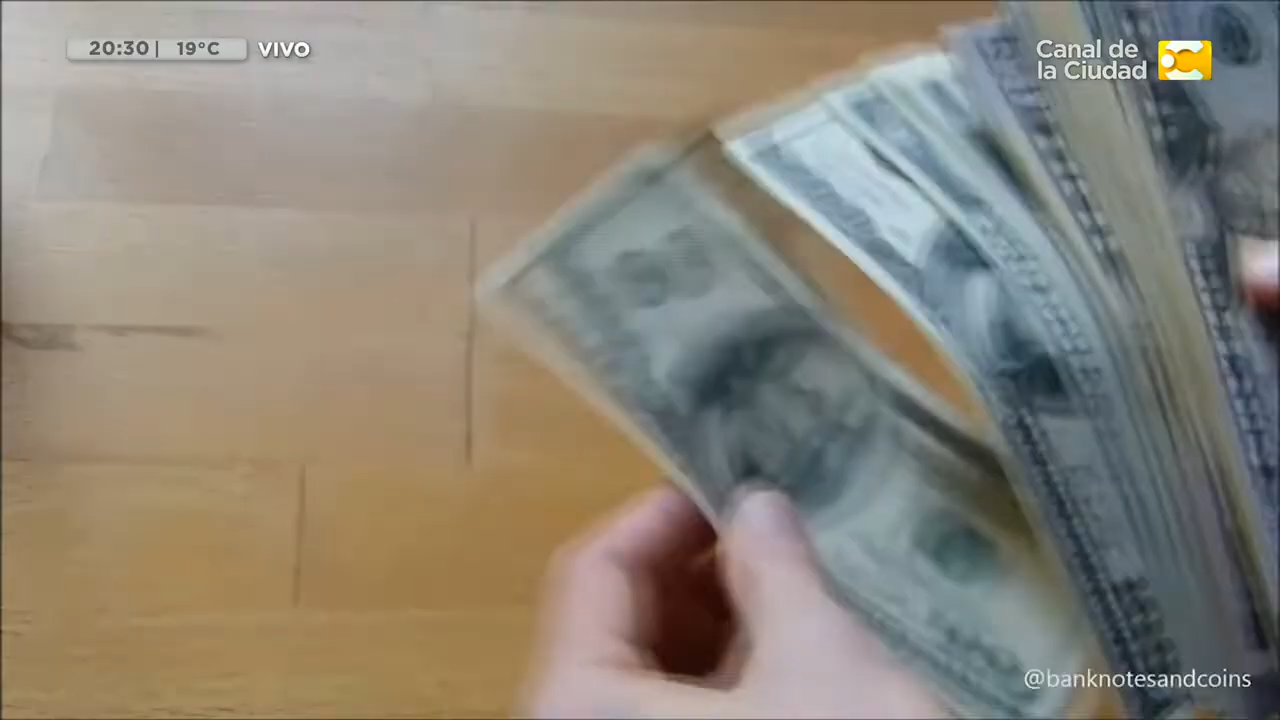 20:30 | 19°C VIVO
Canal de
la Ciudad
@banknotesandcoins